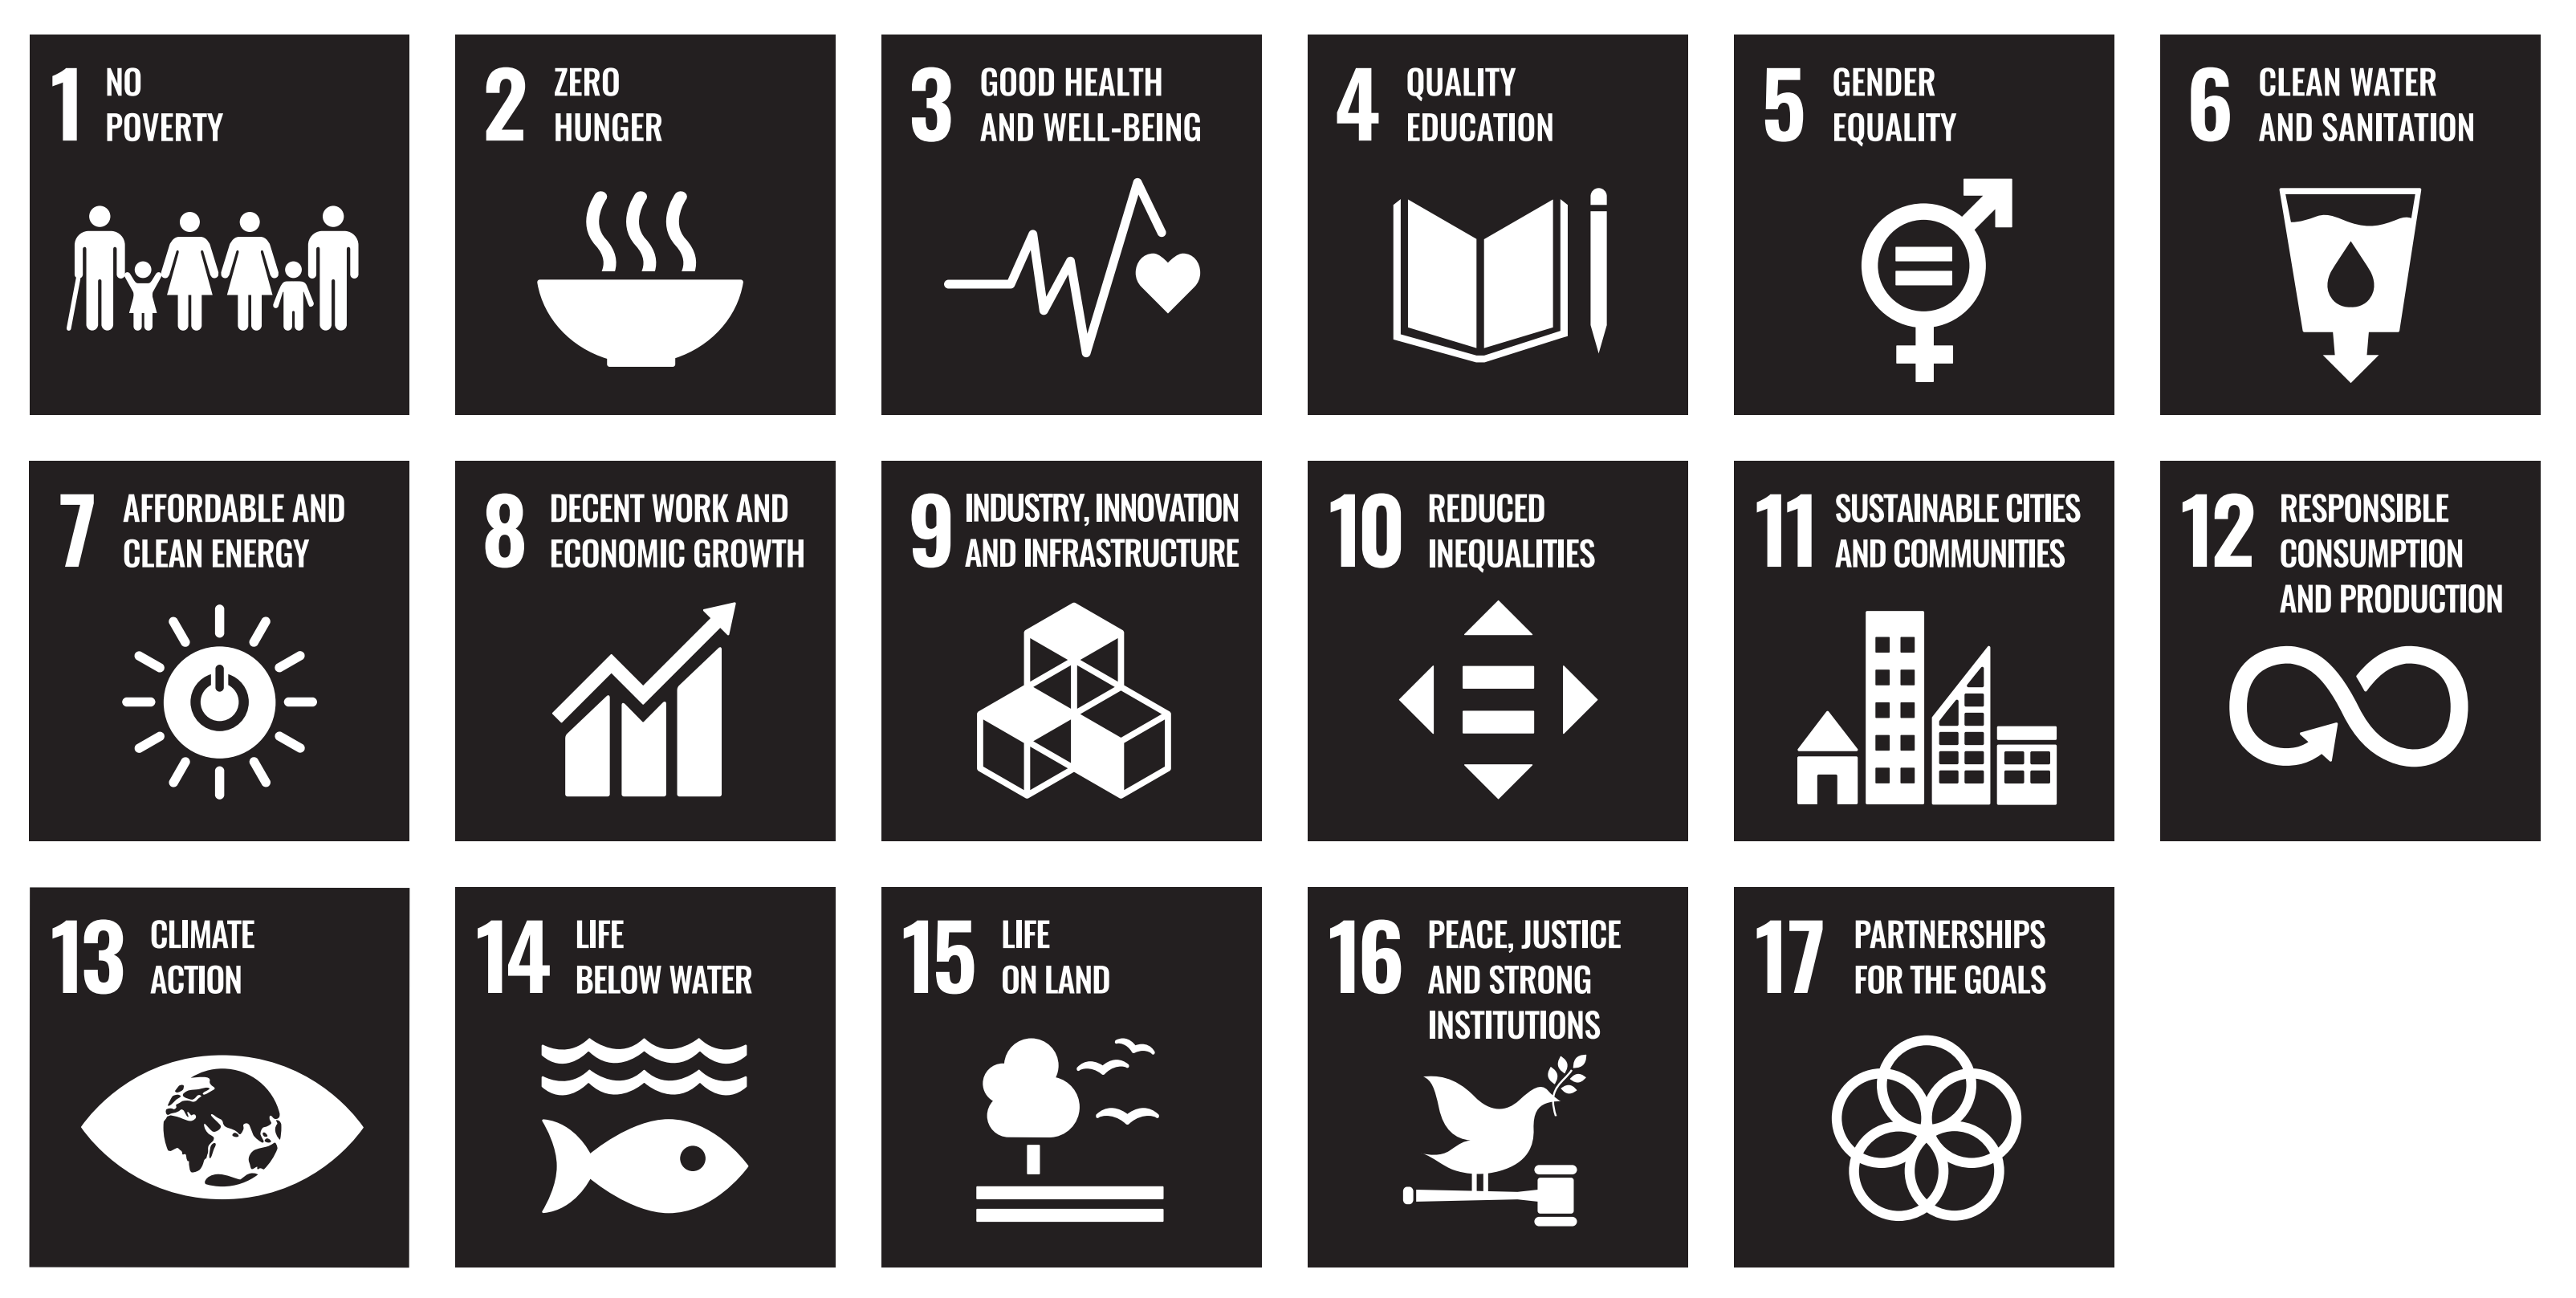 1 NO
POVERTY
2 ZERO
HUNGER
3 GOOD HEALTH
AND WELL-BEING
4 QUALITY
EDUCATION
5 GENDER
EQUALITY
6 CLEAN WATER
AND SANITATION
7 AFFORDABLE AND
CLEAN ENERGY
8 DECENT WORK AND
ECONOMIC GROWTH
9 INDUSTRY, INNOVATION
AND INFRASTRUCTURE
10 REDUCED
INEQUALITIES
11 SUSTAINABLE CITIES
AND COMMUNITIES
12 RESPONSIBLE
CONSUMPTION
AND PRODUCTION
13 CLIMATE
ACTION
14 LIFE
BELOW WATER
15 LIFE
ON LAND
16 PEACE, JUSTICE
AND STRONG
INSTITUTIONS
17 PARTNERSHIPS
FOR THE GOALS